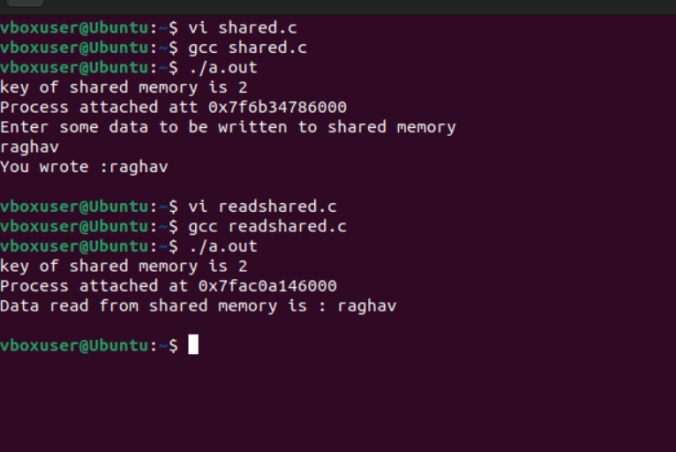 vboxuser@Ubuntu:~$ vi shared.c
vboxuser@Ubuntu:~$ gcc shared.c
vboxuser@Ubuntu:~$ ./a.out
key of shared memory is 2
Process attached att 0x7f6b34786000
Enter some data to be written to shared memory
raghav
You wrote :raghav
vboxuser@Ubuntu:~$ vi readshared.c
vboxuser@Ubuntu:~$ gcc readshared.c
vboxuser@Ubuntu:~$ ./a.out
key of shared memory is 2
Process attached at 0x7fac0a146000
Data read from shared memory is : raghav
vboxuser@Ubuntu:~$